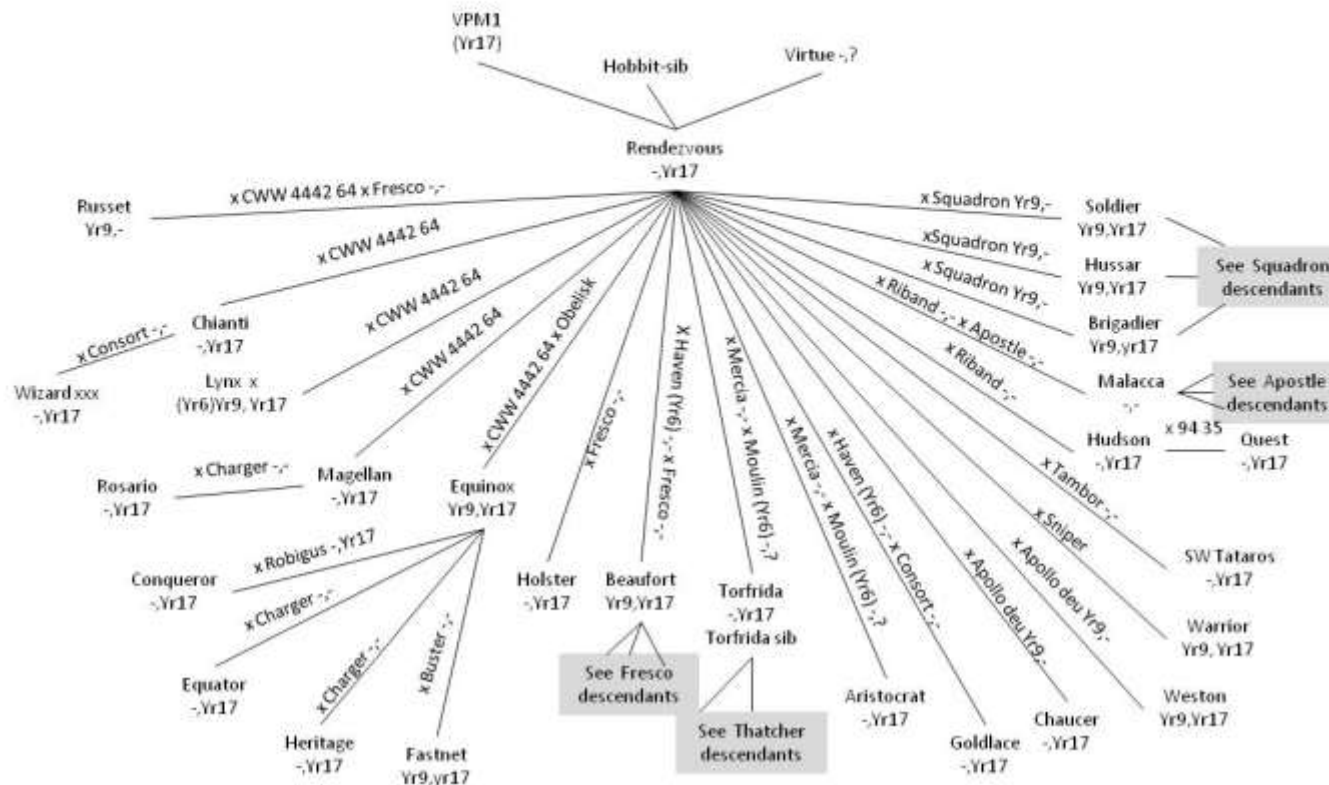 VPM1
(Yr17)
Hobbit-sib
Virtue -,?
Rendezvous
-,Yr17
x CWW 4442 64 x Fresco -,-
Russet
Yr9,-
x CWW 4442 64
Chianti
-,Yr17
x Consort -,-
Wizard xxx
-,Yr17
x CWW 4442 64
Lynx x
(Yr6)Yr9, Yr17
x CWW 4442 64
Magellan
-,Yr17
x Charger -,-
Rosario
-,Yr17
x CWW 4442 64 x Obelisk
Equinox
Yr9,Yr17
x Robigus -,Yr17
Conqueror
-,Yr17
x Charger -,-
Equator
-,Yr17
x Charger -,-
Heritage
-,Yr17
x Buster -,-
Fastnet
Yr9,yr17
x Fresco -,-
Holster
-,Yr17
x Haven (Yr6) -,- x Fresco -,-
Beaufort
Yr9,Yr17
See Fresco
descendants
x Mercia -,- x Moulin (Yr6) -,?
Torfrida
-,Yr17
Torfrida sib
See Thatcher
descendants
x Mercia -,- x Moulin (Yr6) -,?
Aristocrat
-,Yr17
x Haven (Yr6) -,- x Consort -,-
Goldlace
-,Yr17
x Apollo deu Yr9,-
Chaucer
-,Yr17
x Apollo deu Yr9,-
Weston
Yr9,Yr17
x Sniper
Warrior
Yr9, Yr17
x Tambor -,-
SW Tataros
-,Yr17
x Riband -,-
Hudson
-,Yr17
x 94 35
Quest
-,Yr17
x Riband -,- x Apostle -,-
Malacca
-,-
See Apostle
descendants
x Squadron Yr9,-
Brigadier
Yr9,yr17
xSquadron Yr9,-
Hussar
Yr9,Yr17
x Squadron Yr9,-
Soldier
Yr9,Yr17
See Squadron
descendants